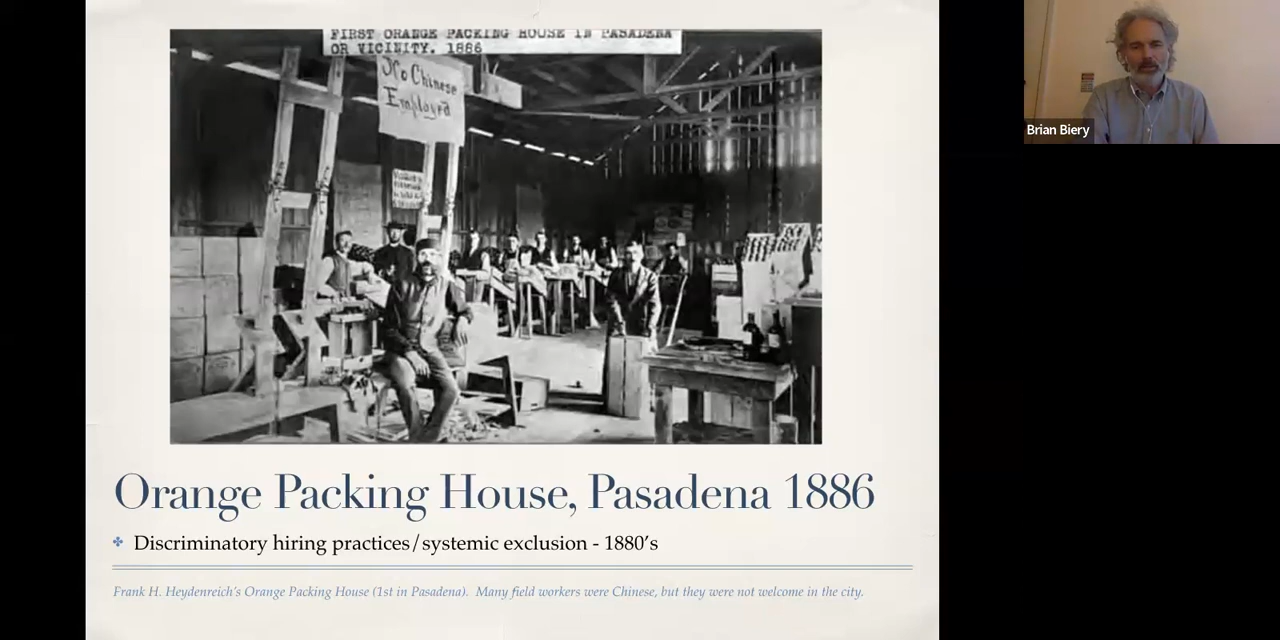 FIRST ORANGE PACKING HOUSE IN PASADENA
OR VICINITY. 1886
No Chinese
Employed
Brian Biery
Orange Packing House, Pasadena 1886
Discriminatory hiring practices/systemic exclusion - 1880's
Frank H. Heydenreich's Orange Packing House (1st in Pasadena). Many field workers were Chinese, but they were not welcome in the city.